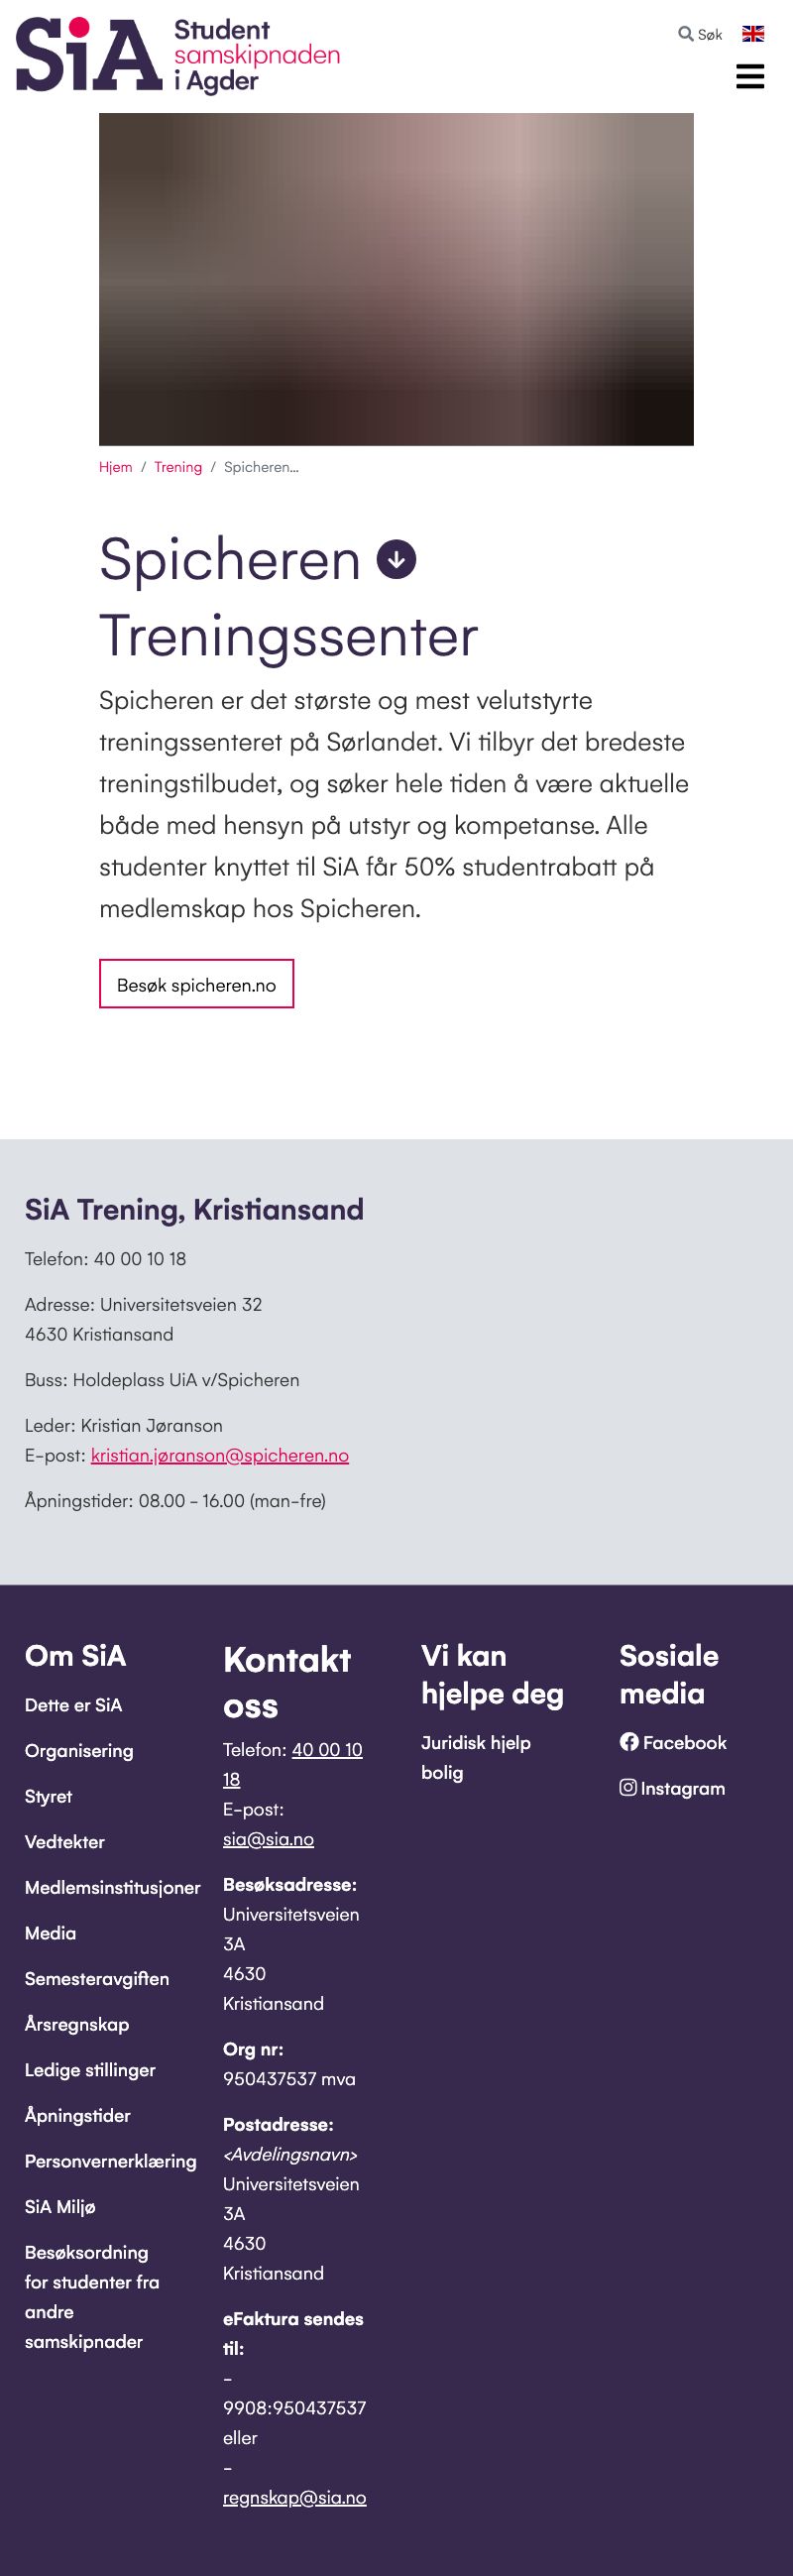 SiA
Student
samskipnaden
i Agder
Søk
Hjem / Trening / Spicheren...
Spicheren
Treningssenter
Spicheren er det største og mest velutstyrte
treningssenteret på Sørlandet. Vi tilbyr det bredeste
treningstilbudet, og søker hele tiden å være aktuelle
både med hensyn på utstyr og kompetanse. Alle
studenter knyttet til SiA får 50% studentrabatt på
medlemskap hos Spicheren.
Besøk spicheren.no
SiA Trening, Kristiansand
Telefon: 40 00 10 18
Adresse: Universitetsveien 32
4630 Kristiansand
Buss: Holdeplass UiA v/Spicheren
Leder: Kristian Jøranson
E-post: kristian.jøranson@spicheren.no
Åpningstider: 08.00 - 16.00 (man-fre)
Om SiA
Dette er SiA
Organisering
Styret
Vedtekter
Medlemsinstitusjoner
Media
Semesteravgiften
Årsregnskap
Ledige stillinger
Åpningstider
Personvernerklæring
SiA Miljø
Besøksordning
for studenter fra
andre
samskipnader
Kontakt
oss
Telefon: 40 00 10
18
E-post:
sia@sia.no
Besøksadresse:
Universitetsveien
3A
4630
Kristiansand
Org nr:
950437537 mva
Postadresse:
<Avdelingsnavn>
Universitetsveien
3A
4630
Kristiansand
eFaktura sendes
til:
-
9908:950437537
eller
-
regnskap@sia.no
Vi kan
hjelpe deg
Juridisk hjelp
bolig
Sosiale
media
Facebook
Instagram